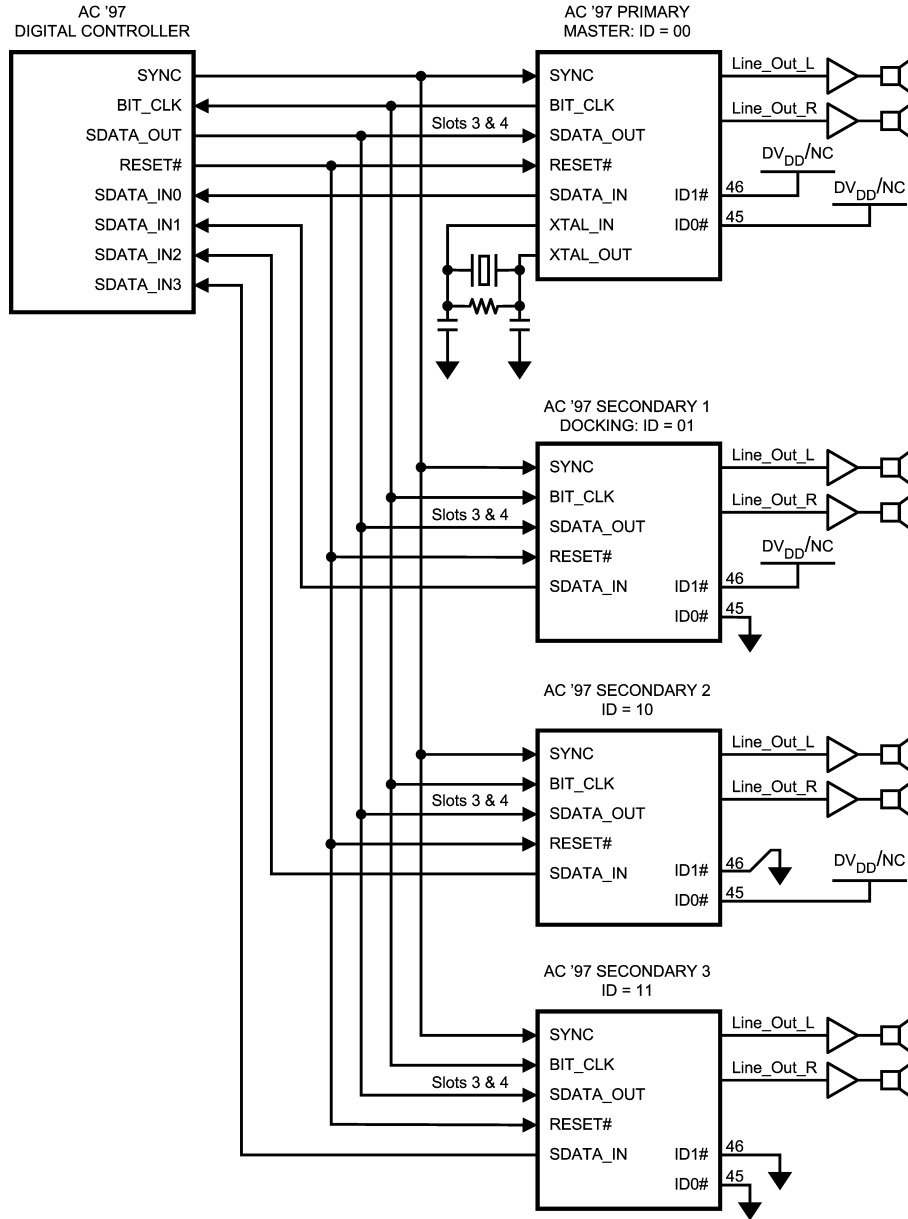 AC '97
DIGITAL CONTROLLER
SYNC
BIT_CLK
SDATA_OUT
RESET#
SDATA_IN0
SDATA_IN1
SDATA_IN2
SDATA_IN3
AC '97 PRIMARY
MASTER: ID = 00
SYNC
BIT_CLK
Slots 3 & 4
SDATA_OUT
RESET#
SDATA_IN
XTAL_IN
XTAL_OUT
ID1#
ID0#
Line_Out_L
Line_Out_R
DVDD/NC
46
DVDD/NC
45
AC '97 SECONDARY 1
DOCKING: ID = 01
SYNC
BIT_CLK
Slots 3 & 4
SDATA_OUT
RESET#
SDATA_IN
ID1#
ID0#
Line_Out_L
Line_Out_R
DVDD/NC
46
45
AC '97 SECONDARY 2
ID = 10
SYNC
BIT_CLK
Slots 3 & 4
SDATA_OUT
RESET#
SDATA_IN
ID1#
ID0#
Line_Out_L
Line_Out_R
46
DVDD/NC
45
AC '97 SECONDARY 3
ID = 11
SYNC
BIT_CLK
Slots 3 & 4
SDATA_OUT
RESET#
SDATA_IN
ID1#
ID0#
Line_Out_L
Line_Out_R
46
45